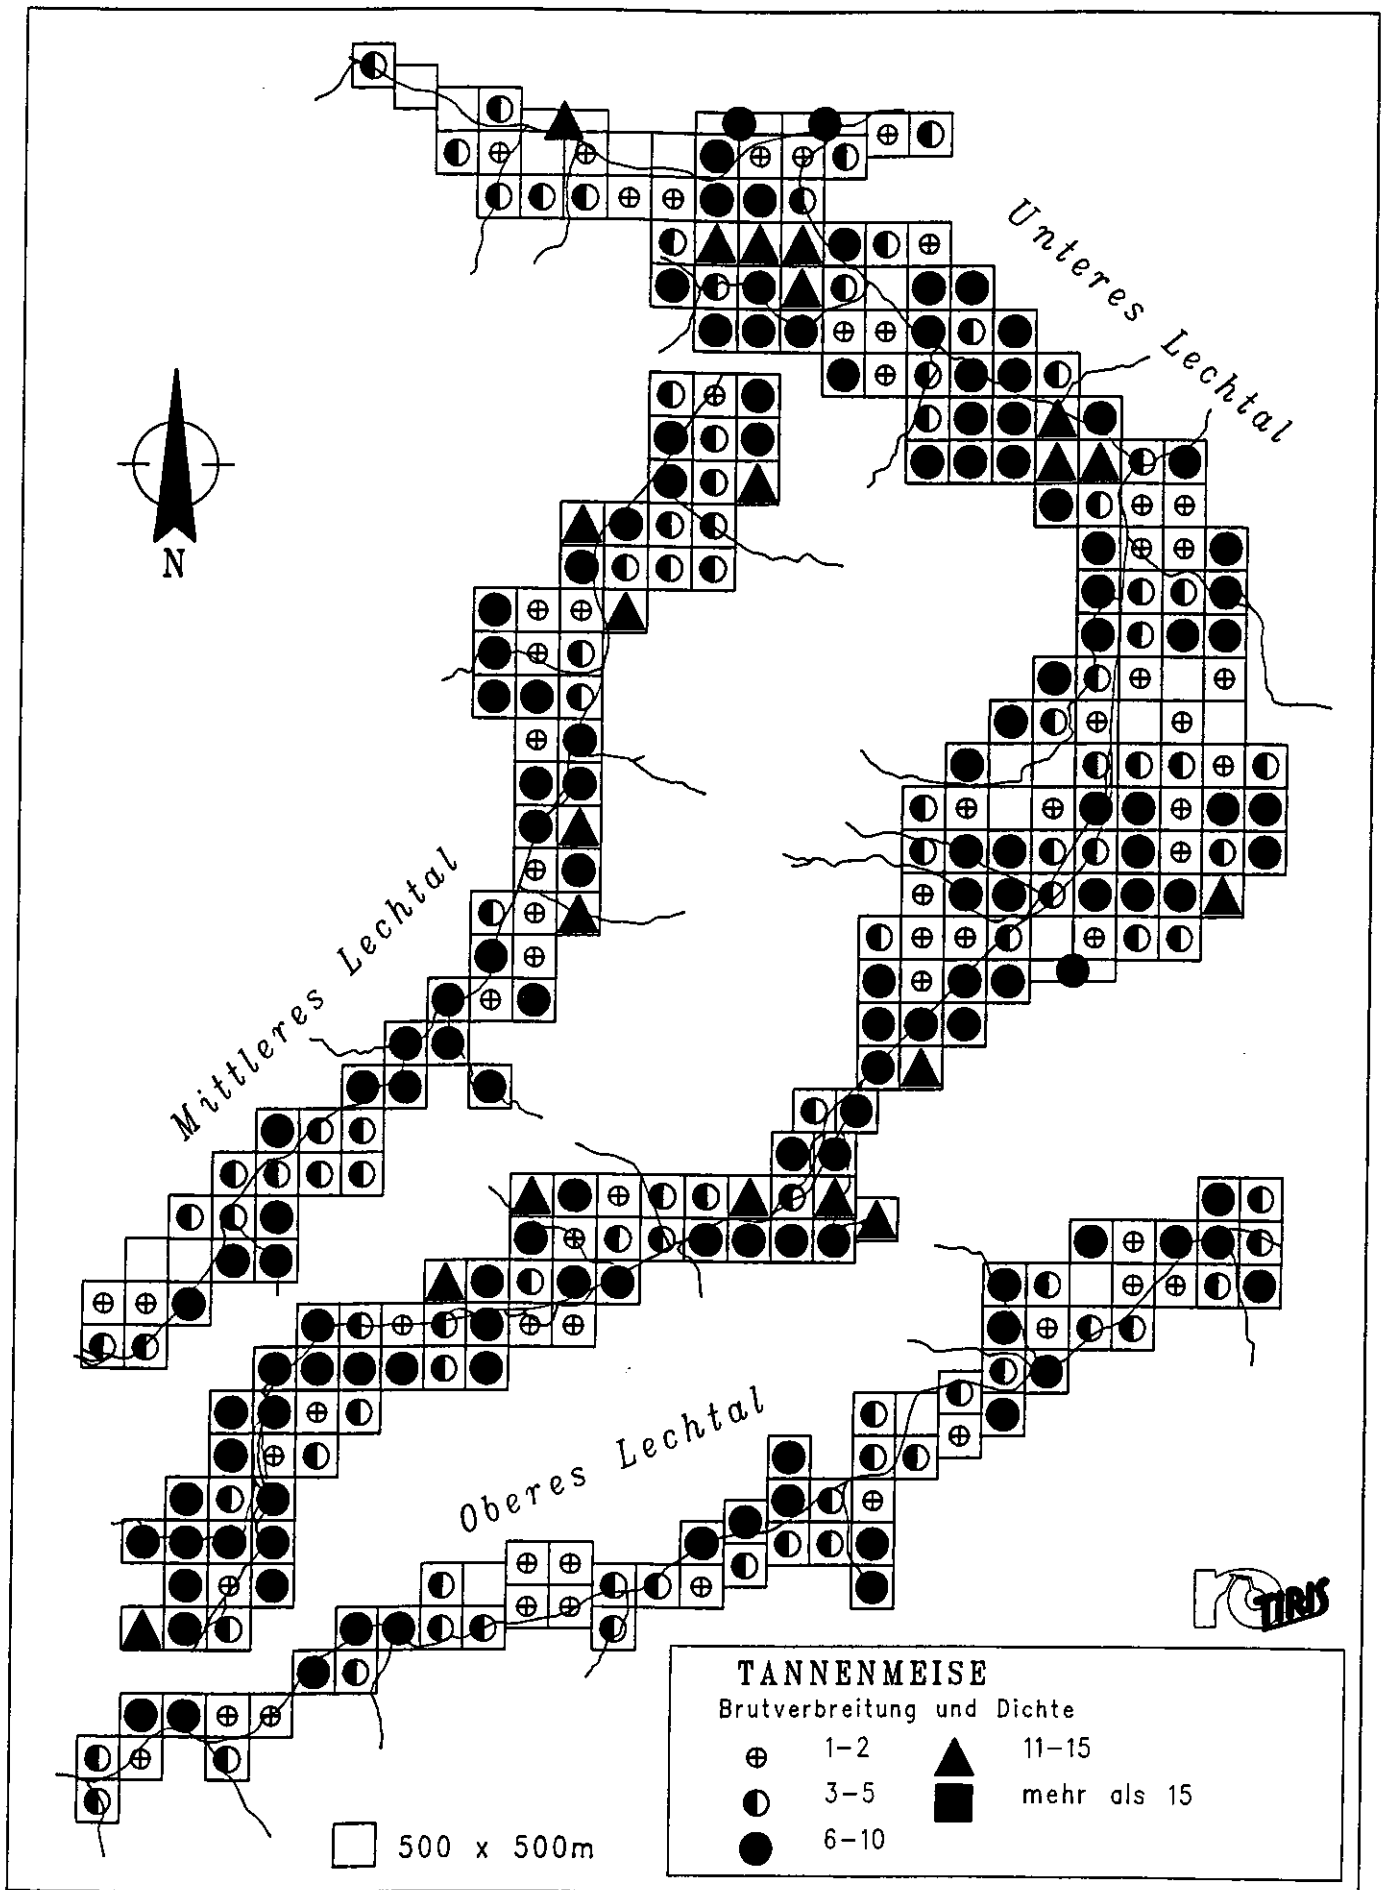 Unteres Lechtal
N
Mittleres Lechtal
Oberes Lechtal
TIRIS
TANNENMEISE
Brutverbreitung und Dichte
1-2
11-15
3-5
mehr als 15
6-10
500 x 500m